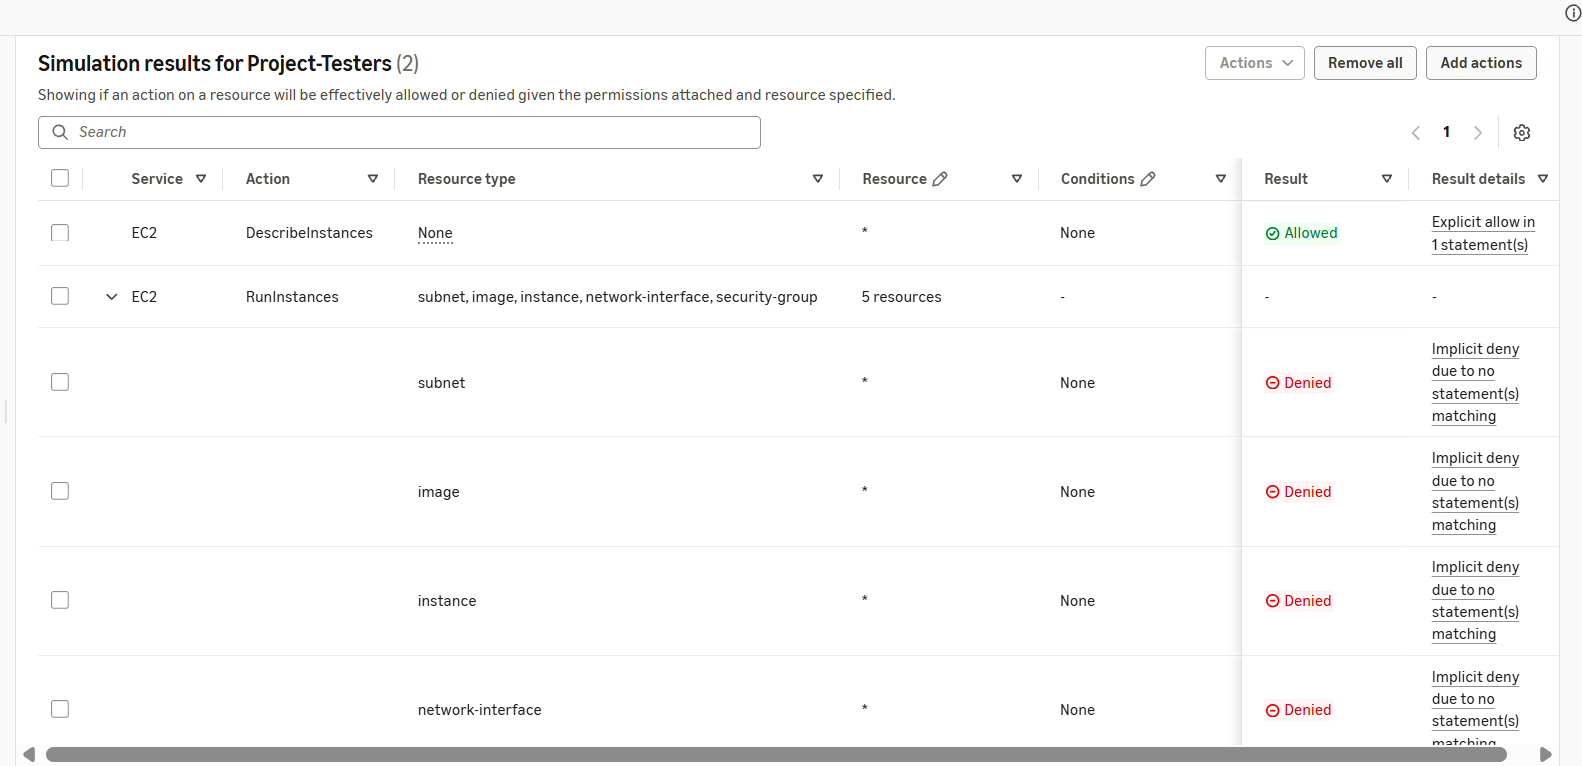 Simulation results for Project-Testers (2)
Actions
Remove all
Add actions
Showing if an action on a resource will be effectively allowed or denied given the permissions attached and resource specified.
Search
1
Service
Action
Resource type
Resource
Conditions
Result
Result details
EC2
DescribeInstances
None
*
None
Allowed
Explicit allow in
1 statement(s)
EC2
RunInstances
subnet, image, instance, network-interface, security-group
5 resources
-
-
-
subnet
*
None
Denied
Implicit deny
due to no
statement(s)
matching
image
*
None
Denied
Implicit deny
due to no
statement(s)
matching
instance
*
None
Denied
Implicit deny
due to no
statement(s)
matching
network-interface
*
None
Denied
Implicit deny
due to no
statement(s)
matching